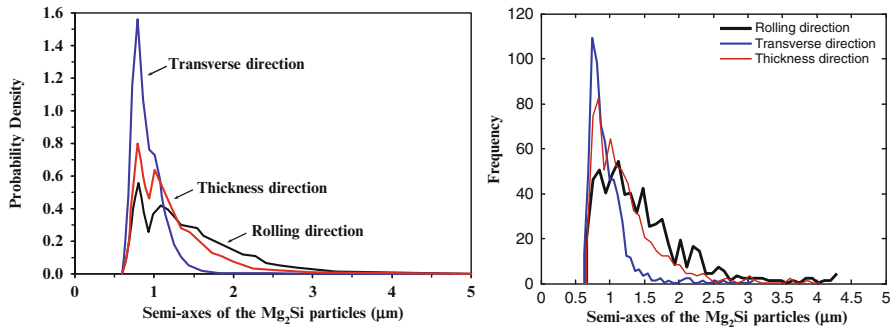 Probability Density
1.6
1.4
1.2
1.0
0.8
0.6
0.4
0.2
0.0
Transverse direction
Thickness direction
Rolling direction
0 1 2 3 4 5
Semi-axes of the Mg₂Si particles (μm)
Frequency
120
100
80
60
40
20
0
Rolling direction
Transverse direction
Thickness direction
0 0.5 1 1.5 2 2.5 3 3.5 4 4.5 5
Semi-axes of the Mg₂Si particles (μm)